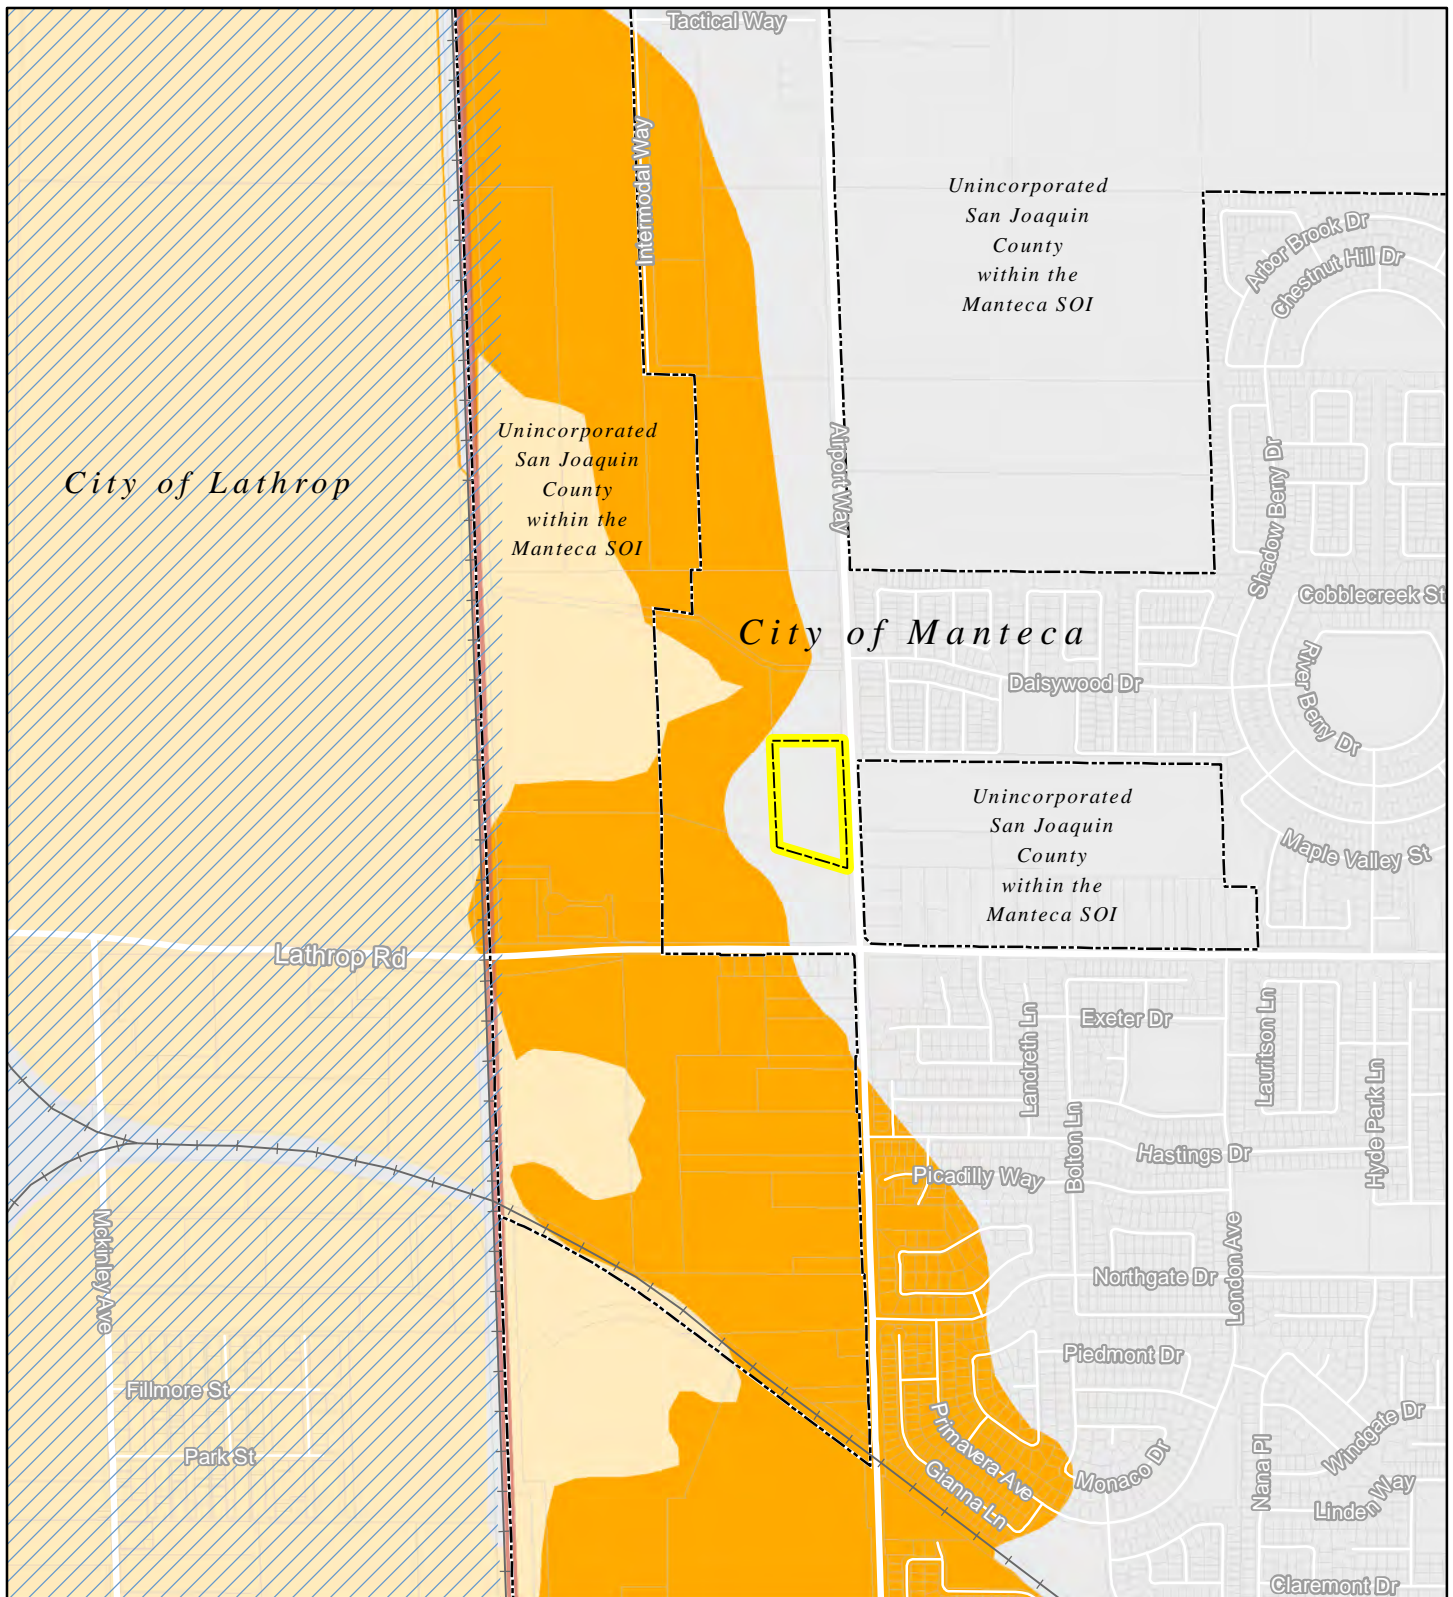 Tactical Way
Intermodal Way
Unincorporated
San Joaquin
County
within the
Manteca SOI
Arbor Brook Dr
Chestnut Hill Dr
Unincorporated
San Joaquin
County
within the
Manteca SOI
City of Lathrop
Airport Way
Shadow Berry Dr
Cobblecreek St
City of Manteca
Daisywood Dr
River Berry Dr
Unincorporated
San Joaquin
County
within the
Manteca SOI
Maple Valley St
Lathrop Rd
Landreth Ln
Exeter Dr
Lauritson Ln
Hyde Park Ln
Bolton Ln
Hastings Dr
Picadilly Way
Mckinley Ave
London Ave
Northgate Dr
Piedmont Dr
Fillmore St
Primavera Ave
Windgate Dr
Park St
Gianna Ln
Monaco Dr
Nana Pl
Linden Way
Claremont Dr